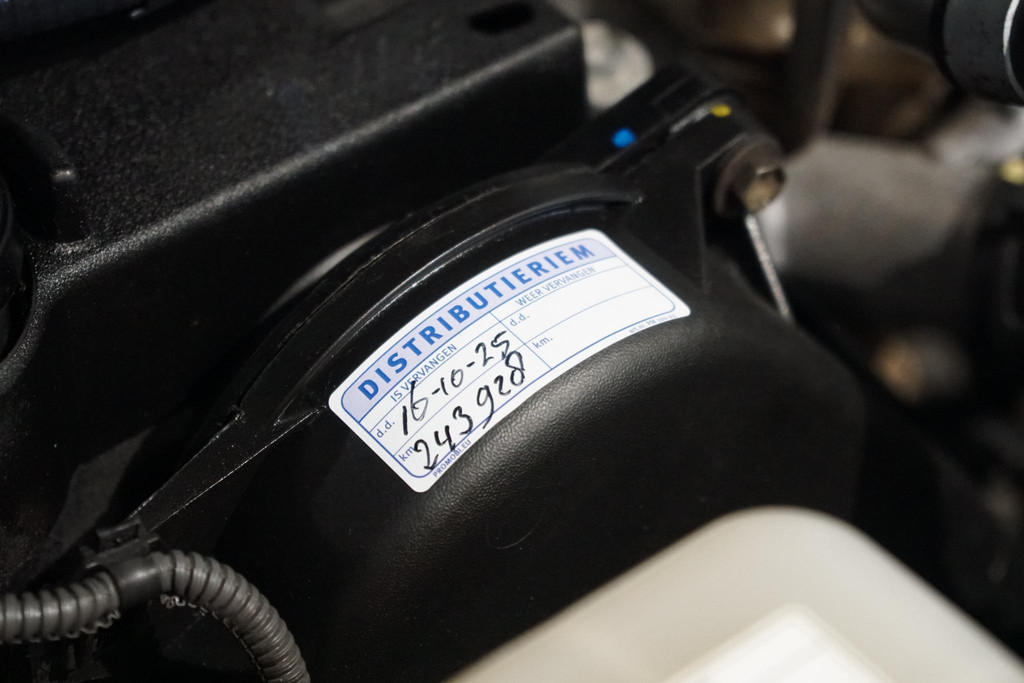 DISTRIBUTIERIEM
IS VERVANGEN
WEER VERVANGEN
d.d. 16-10-25
d.d.
km. 243928
km.
PROMOBI.EU